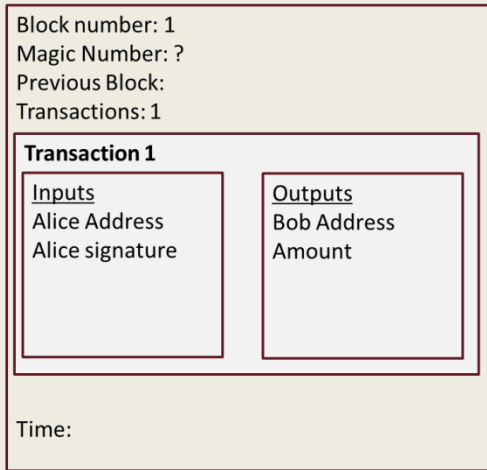 Block number: 1
Magic Number: ?
Previous Block:
Transactions: 1
Transaction 1
Inputs
Alice Address
Alice signature
Outputs
Bob Address
Amount
Time: